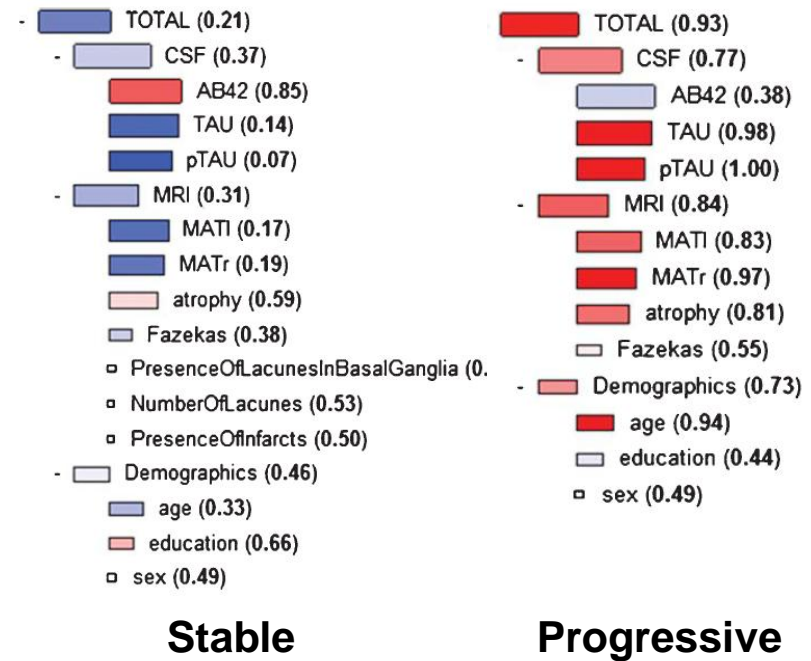 - TOTAL (0.21)
- CSF (0.37)
AB42 (0.85)
TAU (0.14)
pTAU (0.07)
- MRI (0.31)
MATl (0.17)
MATr (0.19)
atrophy (0.59)
Fazekas (0.38)
PresenceOfLacunesInBasalGanglia (0.
NumberOfLacunes (0.53)
PresenceOfInfarcts (0.50)
- Demographics (0.46)
age (0.33)
education (0.66)
sex (0.49)
Stable
TOTAL (0.93)
- CSF (0.77)
AB42 (0.38)
TAU (0.98)
pTAU (1.00)
- MRI (0.84)
MATl (0.83)
MATr (0.97)
atrophy (0.81)
Fazekas (0.55)
- Demographics (0.73)
age (0.94)
education (0.44)
sex (0.49)
Progressive